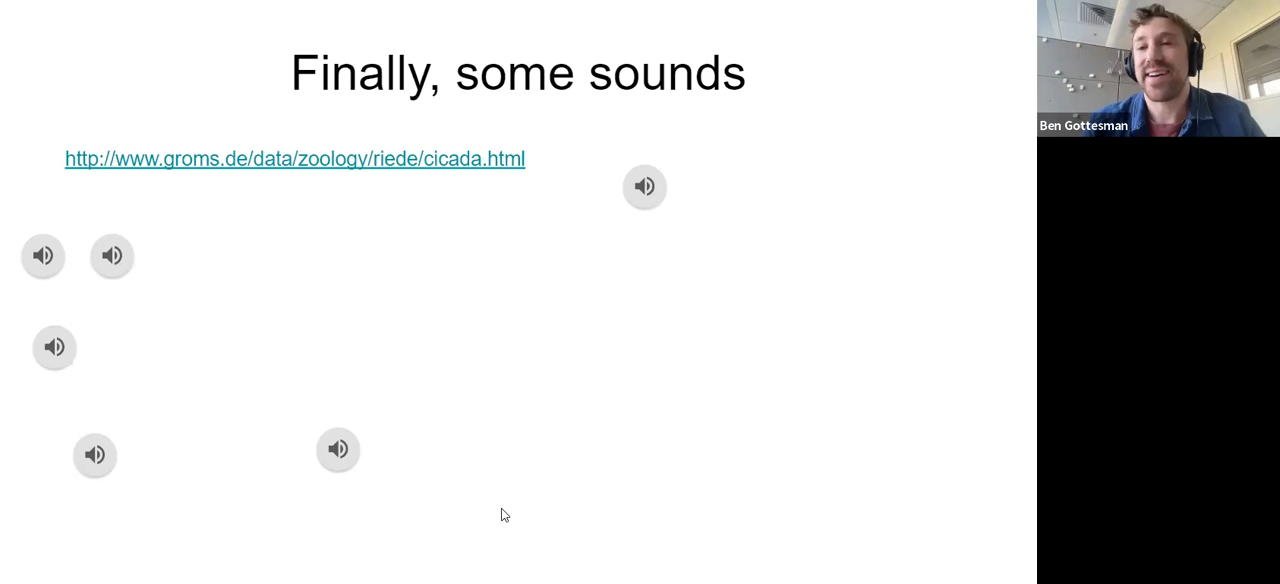 Finally, some sounds
http://www.groms.de/data/zoology/riede/cicada.html
Ben Gottesman